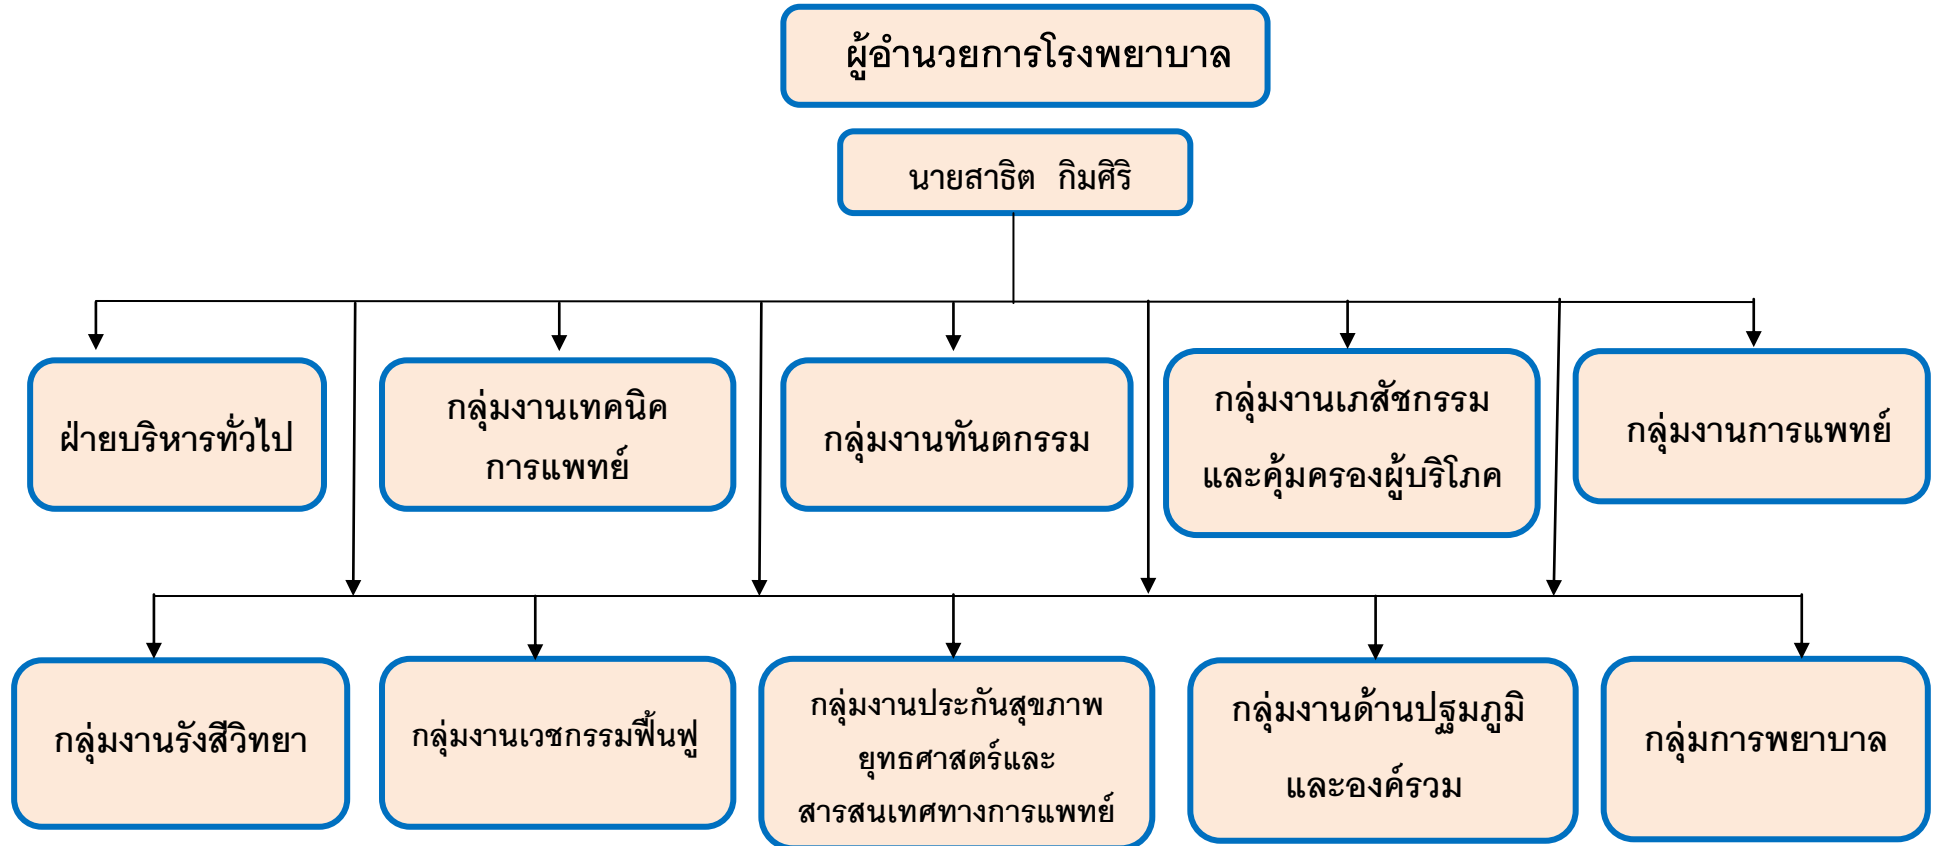 ผู้อำนวยการโรงพยาบาล
นายสาธิต กิมศิริ
ฝ่ายบริหารทั่วไป
กลุ่มงานเทคนิค
การแพทย์
กลุ่มงานทันตกรรม
กลุ่มงานเภสัชกรรม
และคุ้มครองผู้บริโภค
กลุ่มงานการแพทย์
กลุ่มงานรังสีวิทยา
กลุ่มงานเวชกรรมฟื้นฟู
กลุ่มงานประกันสุขภาพ
ยุทธศาสตร์และ
สารสนเทศทางการแพทย์
กลุ่มงานด้านปฐมภูมิ
และองค์รวม
กลุ่มการพยาบาล